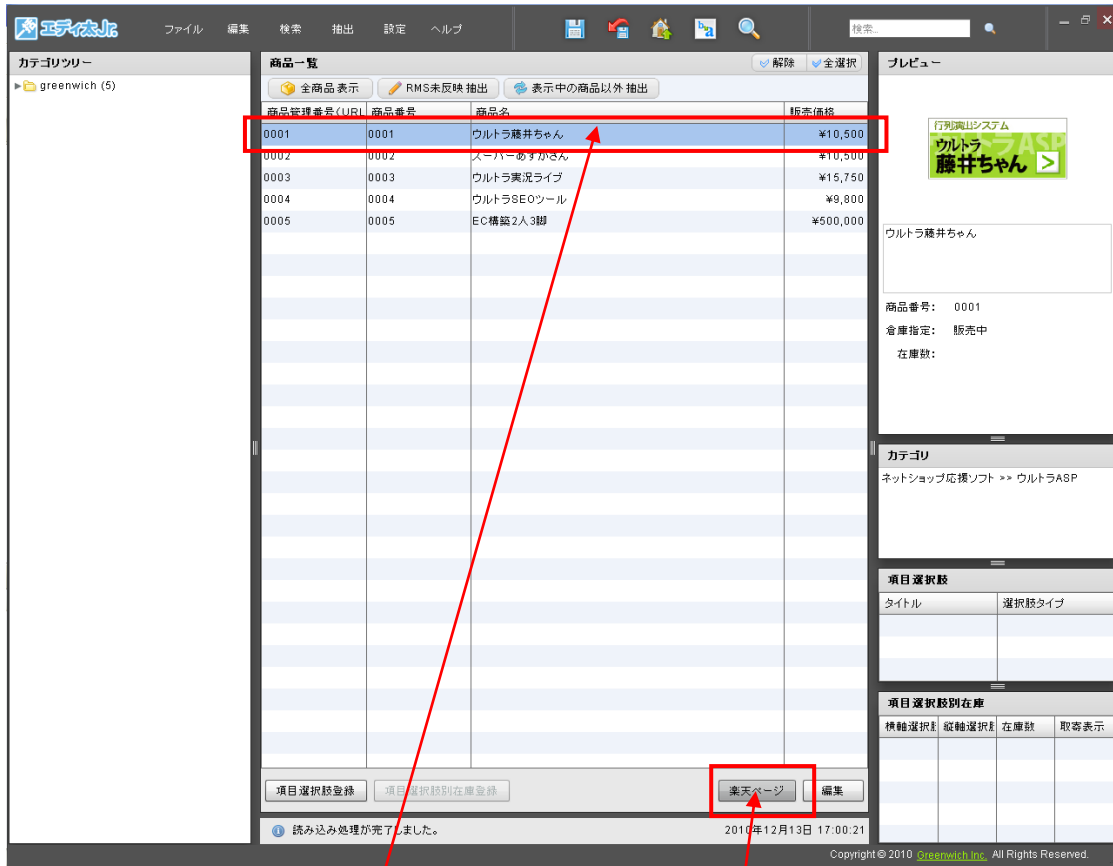 エディ太Jr.
ファイル 編集 検索 抽出 設定 ヘルプ
検索...
カテゴリツリー
greenwich (5)
商品一覧
解除 全選択
全商品表示 RMS未反映 抽出 表示中の商品以外 抽出
商品管理番号(URL 商品番号 商品名 販売価格
0001 0001 ウルトラ藤井ちゃん ¥10,500
0002 0002 スーパーあすかさん ¥10,500
0003 0003 ウルトラ実況ライブ ¥15,750
0004 0004 ウルトラSEOツール ¥9,800
0005 0005 EC構築2人3脚 ¥500,000
項目選択肢登録 項目選択肢別在庫登録 楽天ページ 編集
読み込み処理が完了しました。 2010年12月13日 17:00:21
プレビュー
行列演出システム
ウルトラ
藤井ちゃん
ウルトラ藤井ちゃん
商品番号: 0001
倉庫指定: 販売中
在庫数:
カテゴリ
ネットショップ応援ソフト >> ウルトラASP
項目選択肢
タイトル 選択肢タイプ
項目選択肢別在庫
横軸選択肢 縦軸選択肢 在庫数 取寄表示
Copyright © 2010 Greenwich Inc. All Rights Reserved.